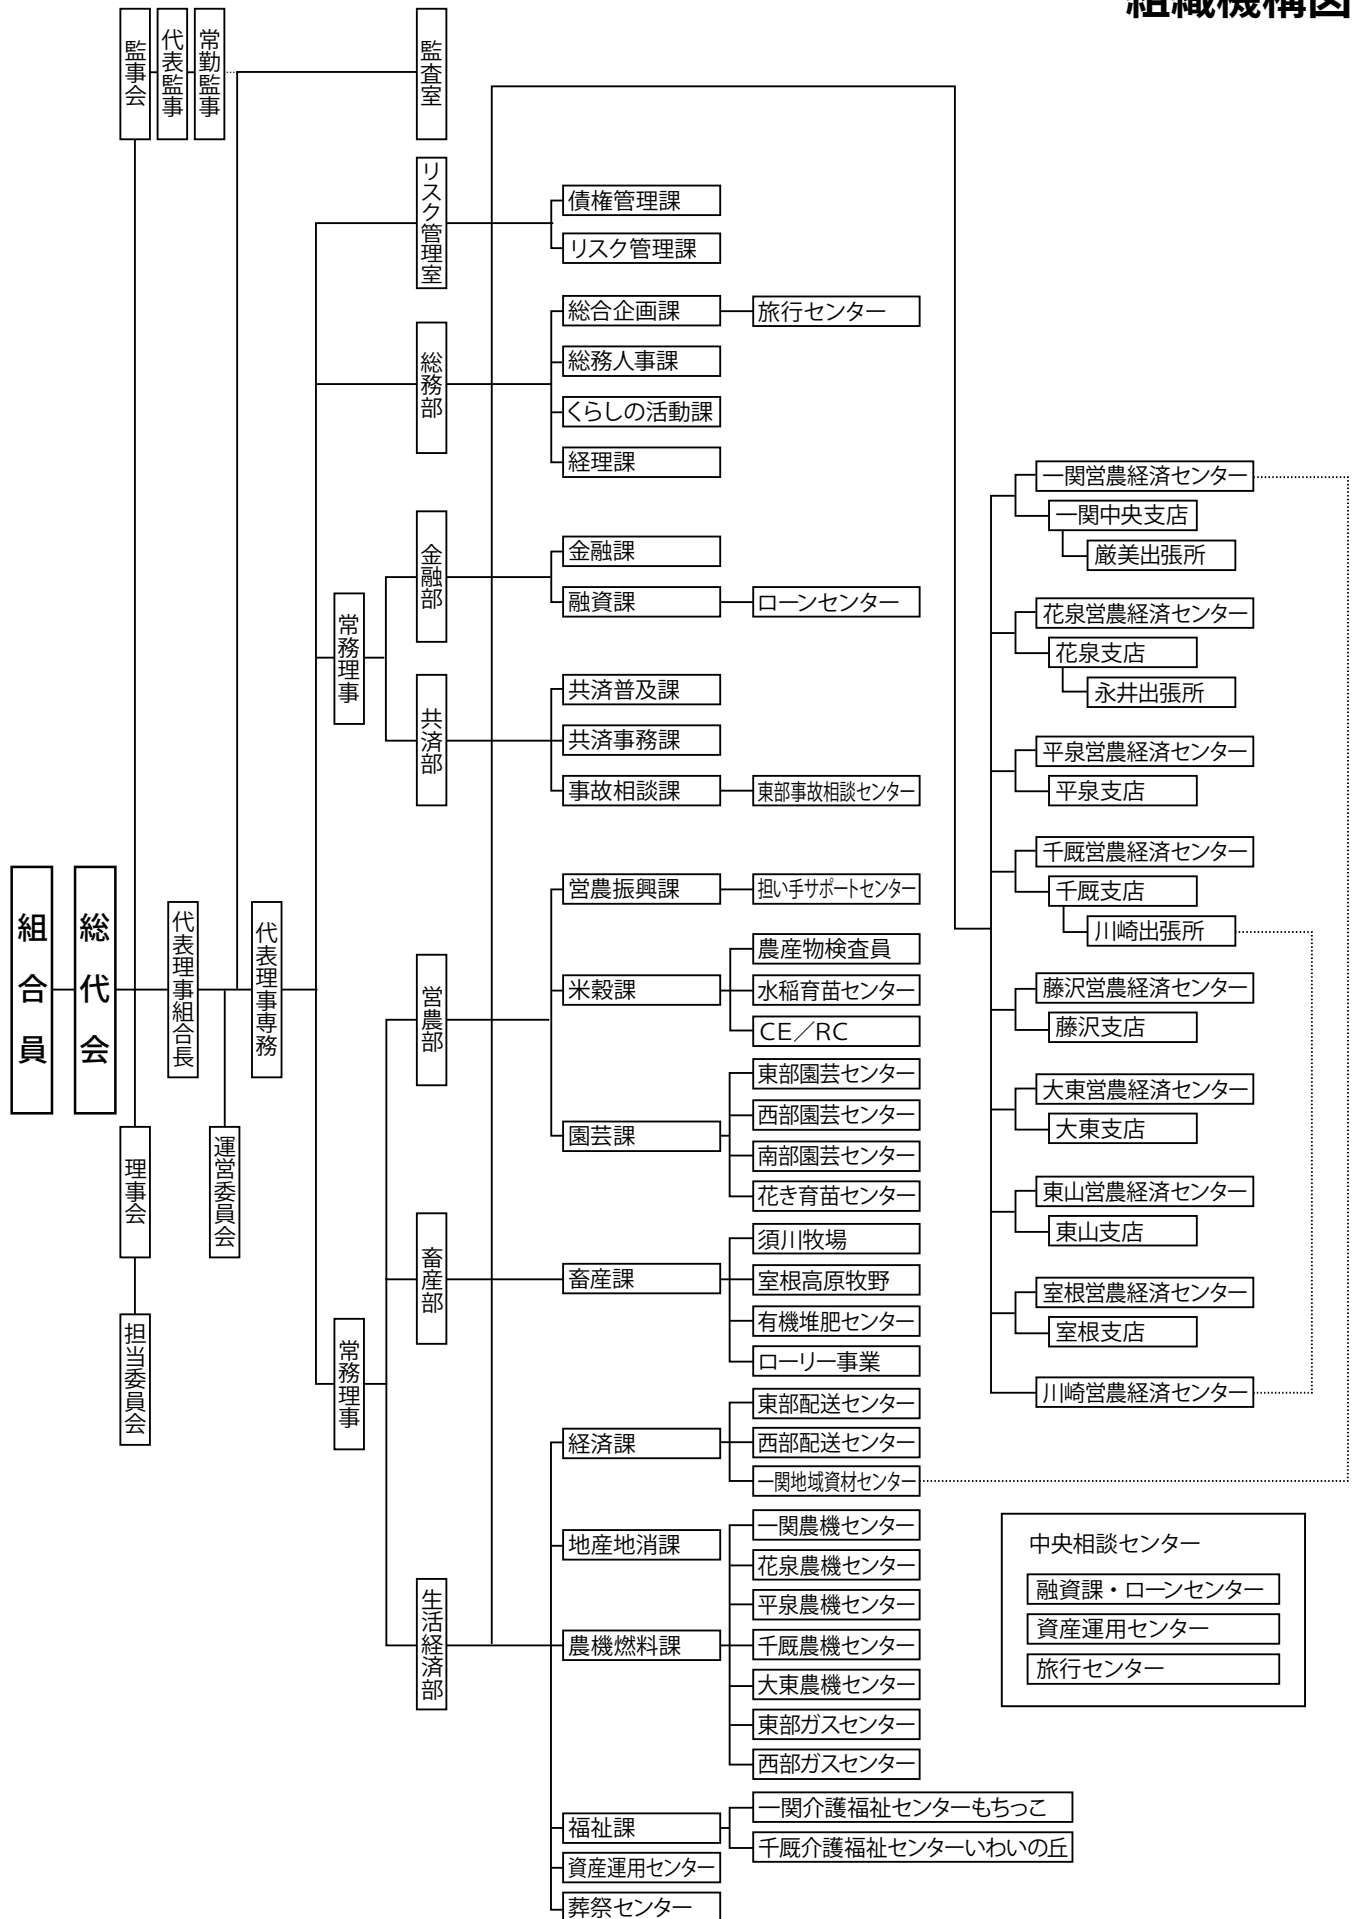 組織機構図
監事会
代表監事
常勤監事
監査室
リスク管理室
債権管理課
リスク管理課
総務部
総合企画課
旅行センター
総務人事課
くらしの活動課
経理課
常務理事
金融部
金融課
融資課
ローンセンター
共済部
共済普及課
共済事務課
事故相談課
東部事故相談センター
組合員
総代会
代表理事組合長
代表理事専務
理事会
運営委員会
担当委員会
常務理事
営農部
営農振興課
担い手サポートセンター
米穀課
農産物検査員
水稲育苗センター
CE／RC
園芸課
東部園芸センター
西部園芸センター
南部園芸センター
花き育苗センター
畜産部
畜産課
須川牧場
室根高原牧野
有機堆肥センター
ローリー事業
生活経済部
経済課
東部配送センター
西部配送センター
一関地域資材センター
地産地消課
農機燃料課
一関農機センター
花泉農機センター
平泉農機センター
千厩農機センター
大東農機センター
東部ガスセンター
西部ガスセンター
福祉課
一関介護福祉センターもちっこ
千厩介護福祉センターいわいの丘
資産運用センター
葬祭センター
一関営農経済センター
一関中央支店
厳美出張所
花泉営農経済センター
花泉支店
永井出張所
平泉営農経済センター
平泉支店
千厩営農経済センター
千厩支店
川崎出張所
藤沢営農経済センター
藤沢支店
大東営農経済センター
大東支店
東山営農経済センター
東山支店
室根営農経済センター
室根支店
川崎営農経済センター
中央相談センター
融資課・ローンセンター
資産運用センター
旅行センター